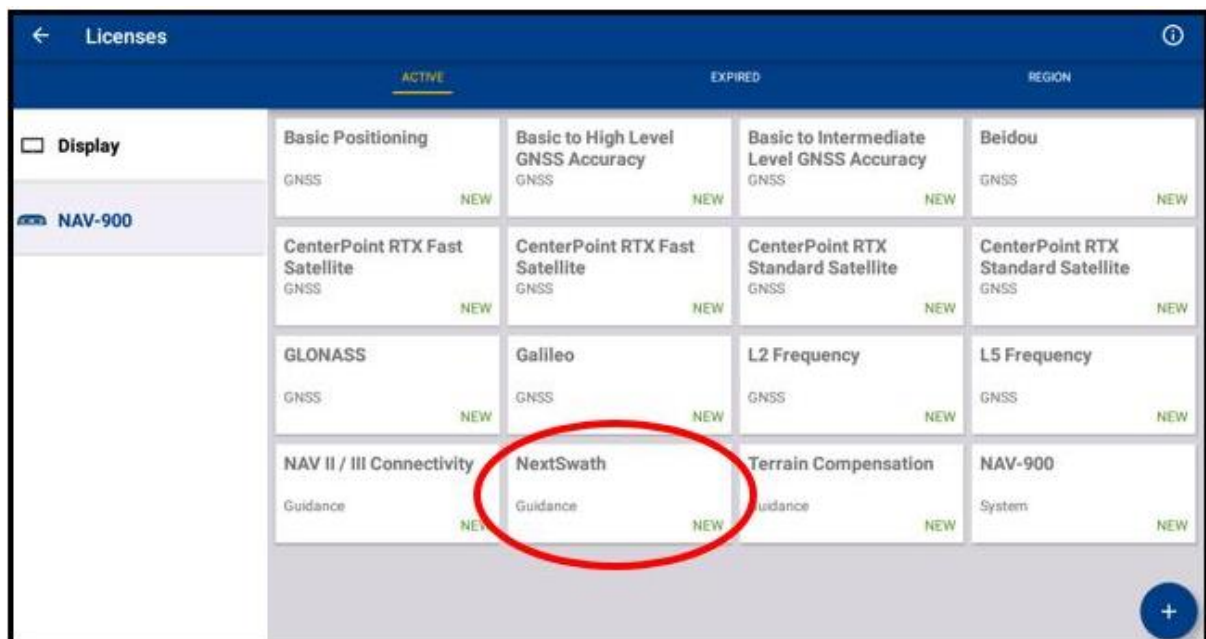 Licenses
ACTIVE
EXPIRED
REGION
Display
NAV-900
Basic Positioning
GNSS
NEW
Basic to High Level
GNSS Accuracy
GNSS
NEW
Basic to Intermediate
Level GNSS Accuracy
GNSS
NEW
Beidou
GNSS
NEW
CenterPoint RTX Fast
Satellite
GNSS
NEW
CenterPoint RTX Fast
Satellite
GNSS
NEW
CenterPoint RTX
Standard Satellite
GNSS
NEW
CenterPoint RTX
Standard Satellite
GNSS
NEW
GLONASS
GNSS
NEW
Galileo
GNSS
NEW
L2 Frequency
GNSS
NEW
L5 Frequency
GNSS
NEW
NAV II / III Connectivity
Guidance
NEW
NextSwath
Guidance
NEW
Terrain Compensation
Guidance
NEW
NAV-900
System
NEW